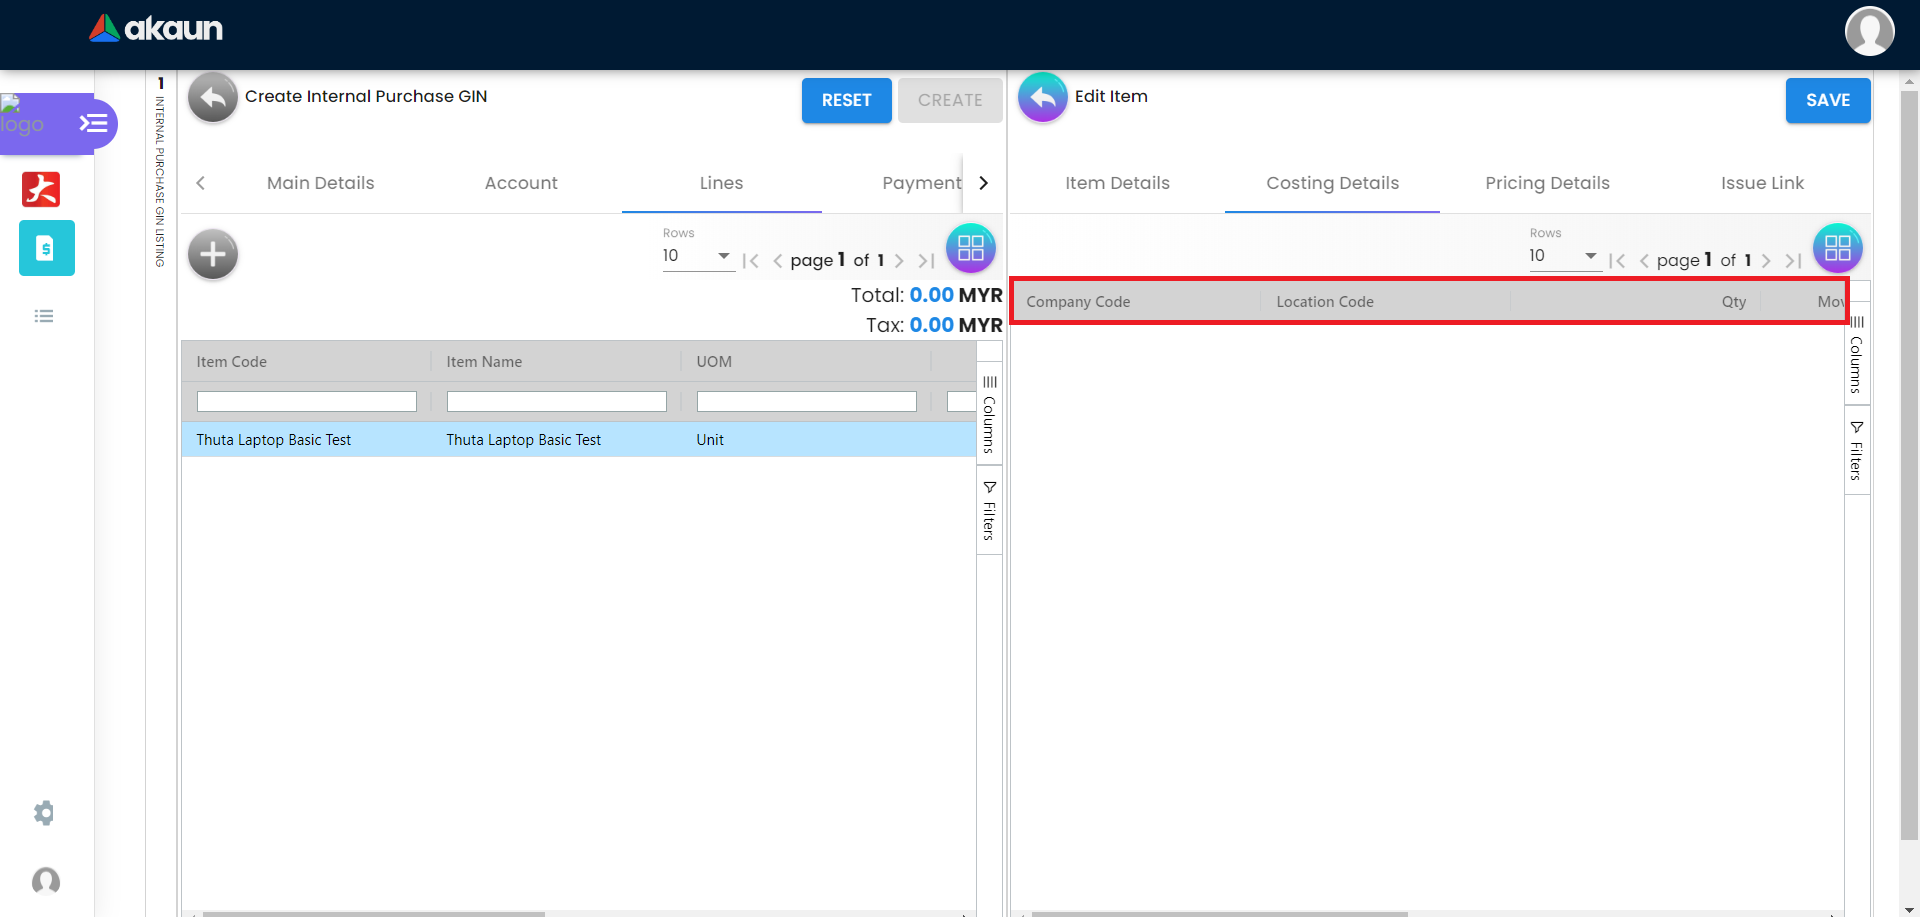 akaun
logo
1
INTERNAL PURCHASE GIN LISTING
Create Internal Purchase GIN
RESET
CREATE
Main Details
Account
Lines
Payment
Rows
10
page 1 of 1
Total: 0.00 MYR
Tax: 0.00 MYR
Item Code
Item Name
UOM
Thuta Laptop Basic Test
Thuta Laptop Basic Test
Unit
Columns
Filters
Edit Item
SAVE
Item Details
Costing Details
Pricing Details
Issue Link
Rows
10
page 1 of 1
Company Code
Location Code
Qty
Mov
Columns
Filters